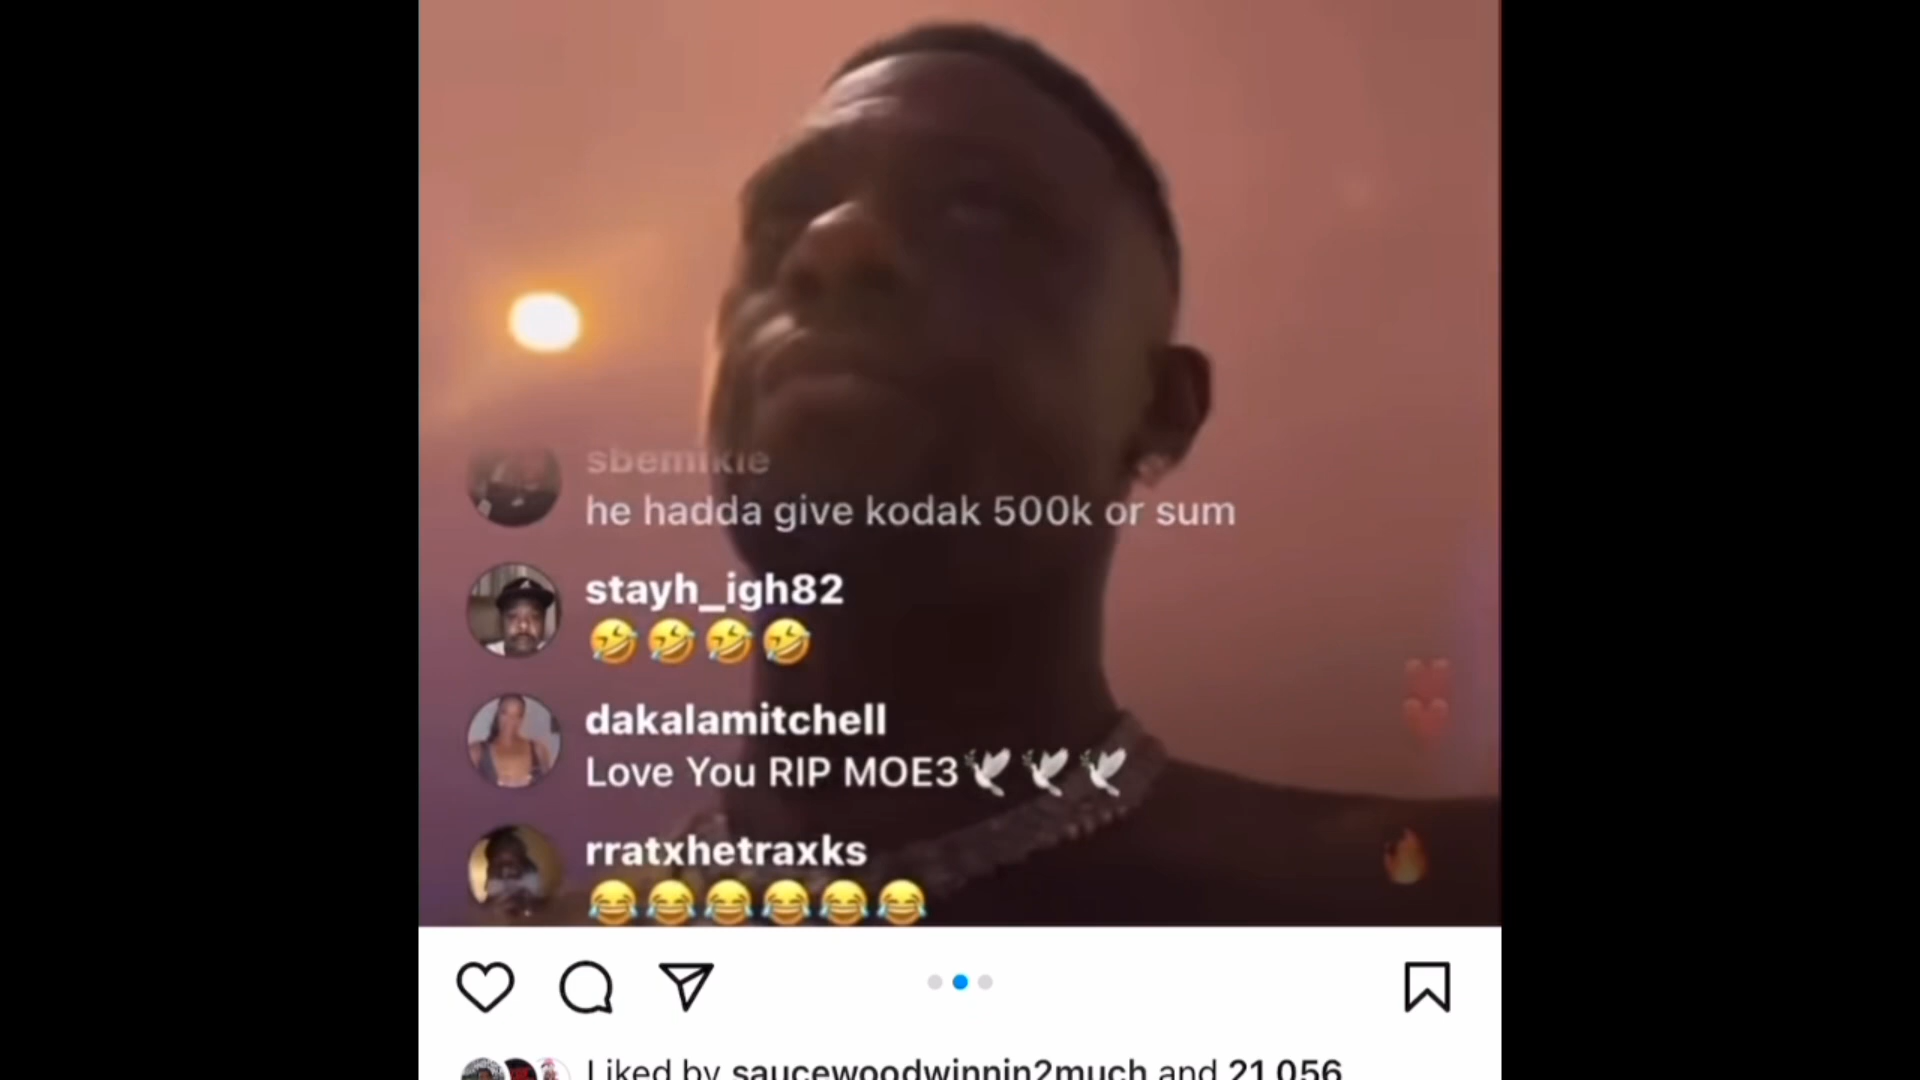 sbemikie
he hadda give kodak 500k or sum
stayh_igh82
🤣🤣🤣🤣
dakalamitchell
Love You RIP MOE3🕊🕊🕊
rratxhetraxks
😂😂😂😂😂😂
Liked by saucewoodwinnin2much and 21,056